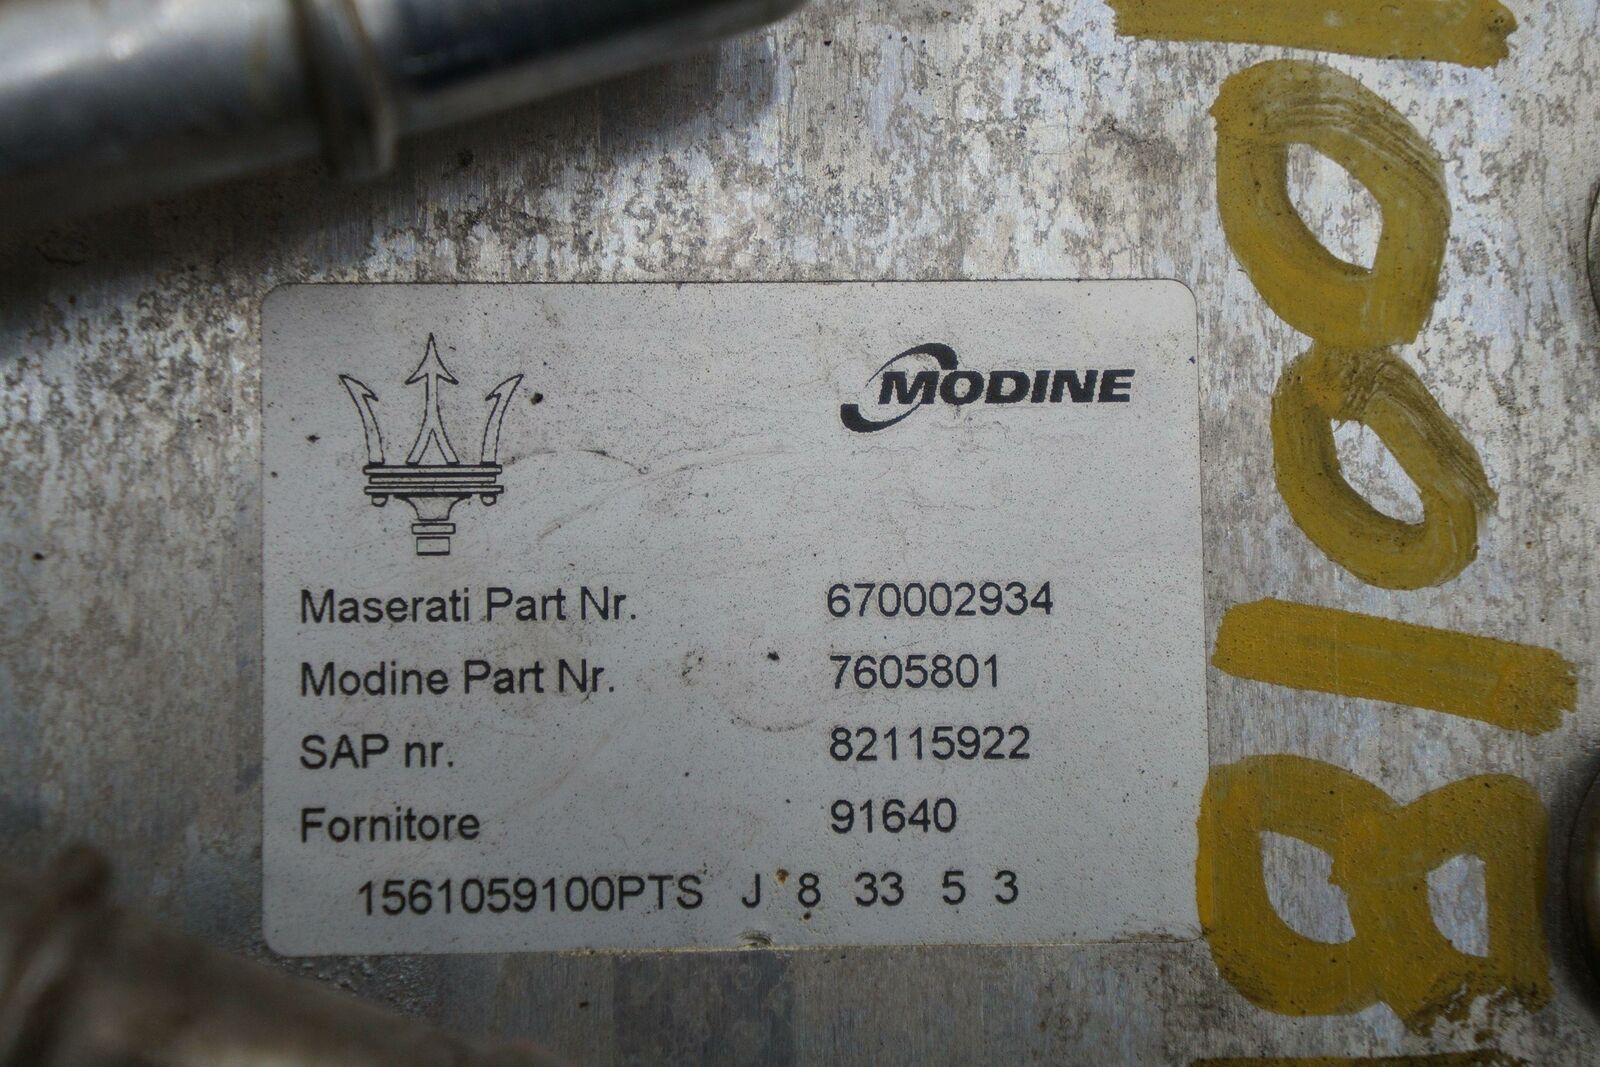 MODINE
Maserati Part Nr. 670002934
Modine Part Nr. 7605801
SAP nr. 82115922
Fornitore 91640
1561059100PTS J 8 33 5 3
B1001